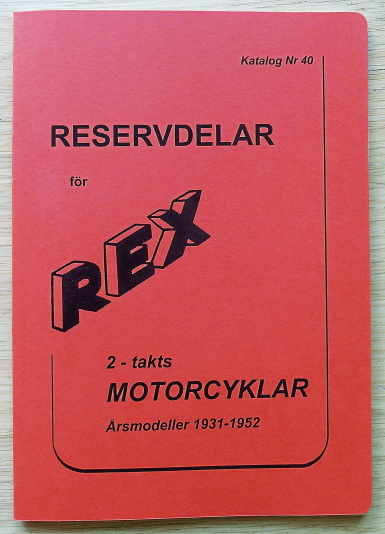 Katalog Nr 40
RESERVDELAR
för
REX
2 - takts
MOTORCYKLAR
Årsmodeller 1931-1952